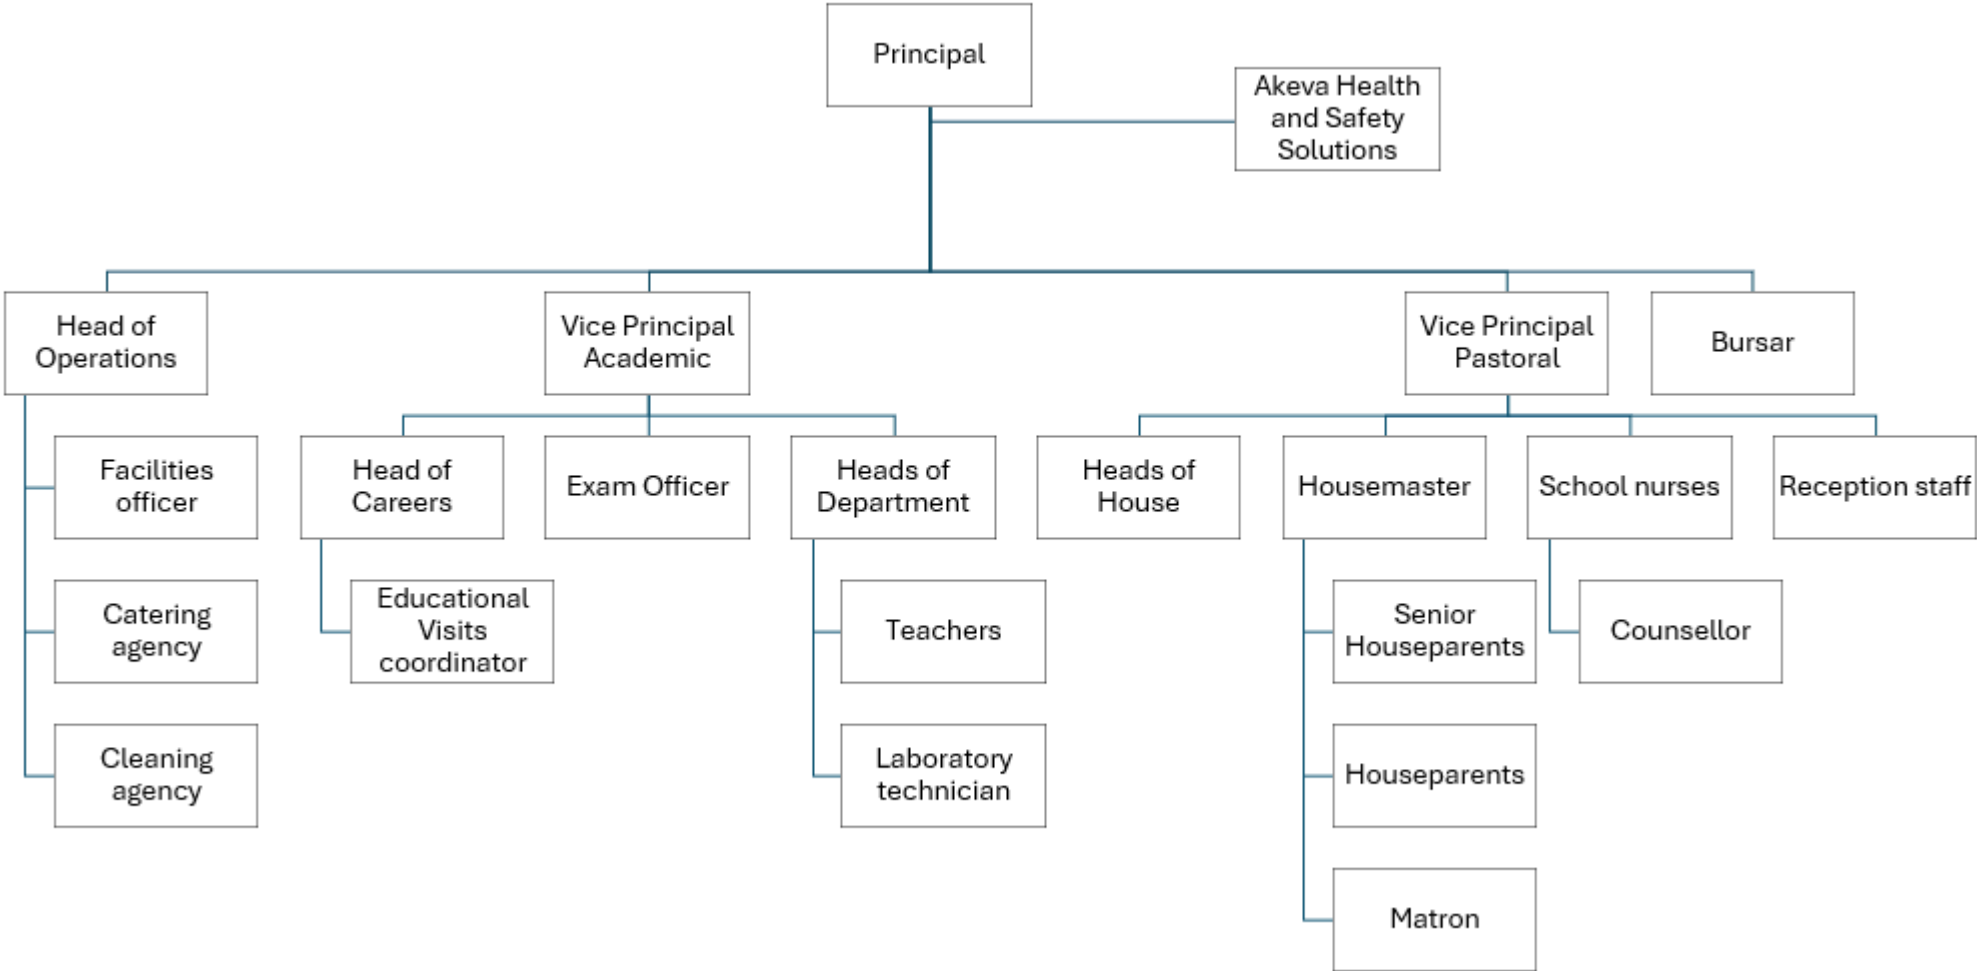 Principal
Akeva Health
and Safety
Solutions
Head of
Operations
Vice Principal
Academic
Vice Principal
Pastoral
Bursar
Facilities
officer
Head of
Careers
Exam Officer
Heads of
Department
Heads of
House
Housemaster
School nurses
Reception staff
Catering
agency
Educational
Visits
coordinator
Teachers
Senior
Houseparents
Counsellor
Cleaning
agency
Laboratory
technician
Houseparents
Matron